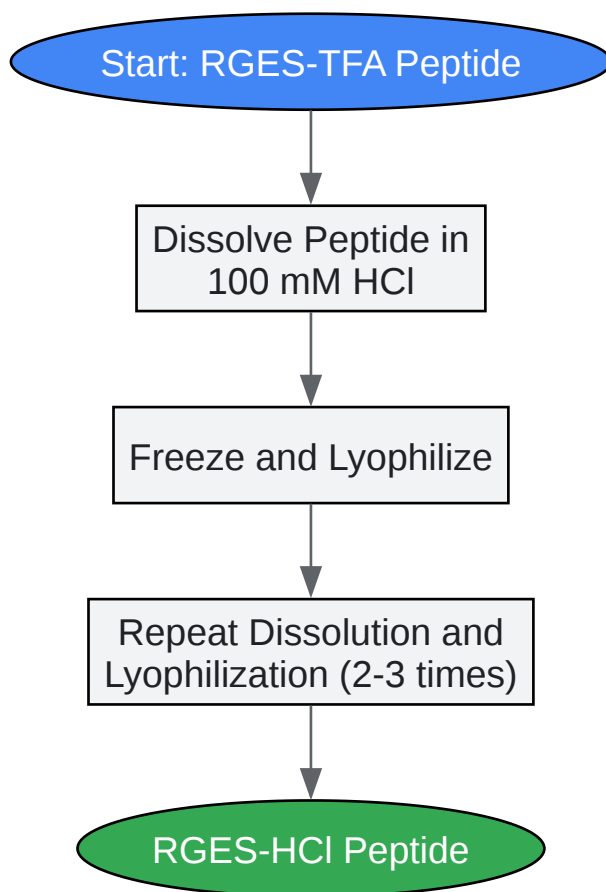 Start: RGES-TFA Peptide
Dissolve Peptide in
100 mM HCl
Freeze and Lyophilize
Repeat Dissolution and
Lyophilization (2-3 times)
RGES-HCl Peptide